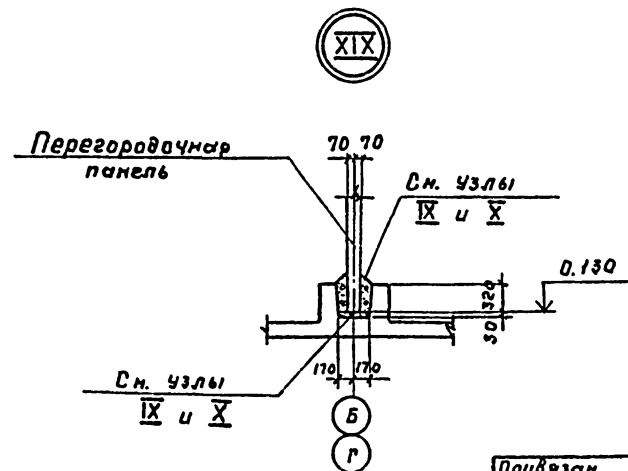 XIX
70 70
Перегородочная
панель
См. узлы
IX и X
0.130
320
30
170 170
См. узлы
IX и X
Б
Г
Привязан